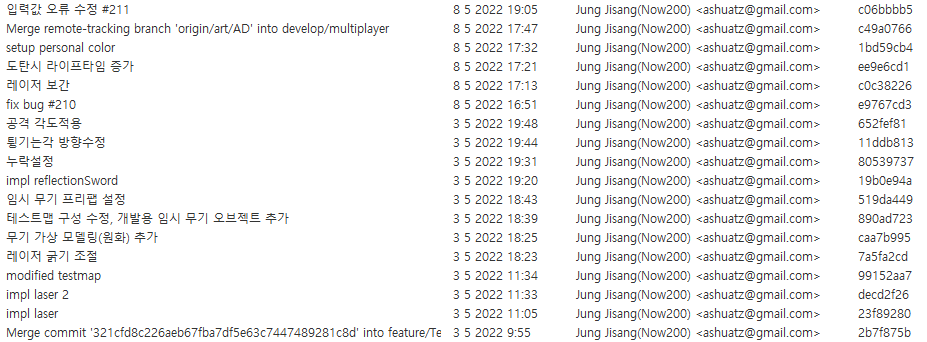 입력값 오류 수정 #211 8 5 2022 19:05 Jung Jisang(Now200) <ashuatz@gmail.com> c06bbbb5
Merge remote-tracking branch 'origin/art/AD' into develop/multiplayer 8 5 2022 17:47 Jung Jisang(Now200) <ashuatz@gmail.com> c49a0766
setup personal color 8 5 2022 17:32 Jung Jisang(Now200) <ashuatz@gmail.com> 1bd59cb4
도탄시 라이프타임 증가 8 5 2022 17:21 Jung Jisang(Now200) <ashuatz@gmail.com> ee9e6cd1
레이저 보간 8 5 2022 17:13 Jung Jisang(Now200) <ashuatz@gmail.com> c0c38226
fix bug #210 8 5 2022 16:51 Jung Jisang(Now200) <ashuatz@gmail.com> e9767cd3
공격 각도적용 3 5 2022 19:48 Jung Jisang(Now200) <ashuatz@gmail.com> 652fef81
튕기는각 방향수정 3 5 2022 19:44 Jung Jisang(Now200) <ashuatz@gmail.com> 11ddb813
누락설정 3 5 2022 19:31 Jung Jisang(Now200) <ashuatz@gmail.com> 80539737
impl reflectionSword 3 5 2022 19:20 Jung Jisang(Now200) <ashuatz@gmail.com> 19b0e94a
임시 무기 프리팹 설정 3 5 2022 18:43 Jung Jisang(Now200) <ashuatz@gmail.com> 519da449
테스트맵 구성 수정, 개발용 임시 무기 오브젝트 추가 3 5 2022 18:39 Jung Jisang(Now200) <ashuatz@gmail.com> 890ad723
무기 가상 모델링(원화) 추가 3 5 2022 18:25 Jung Jisang(Now200) <ashuatz@gmail.com> caa7b995
레이저 굵기 조절 3 5 2022 18:23 Jung Jisang(Now200) <ashuatz@gmail.com> 7a5fa2cd
modified testmap 3 5 2022 11:34 Jung Jisang(Now200) <ashuatz@gmail.com> 99152aa7
impl laser 2 3 5 2022 11:33 Jung Jisang(Now200) <ashuatz@gmail.com> decd2f26
impl laser 3 5 2022 11:05 Jung Jisang(Now200) <ashuatz@gmail.com> 23f89280
Merge commit '321cfd8c226aeb67fba7df5e63c7447489281c8d' into feature/Te 3 5 2022 9:55 Jung Jisang(Now200) <ashuatz@gmail.com> 2b7f875b